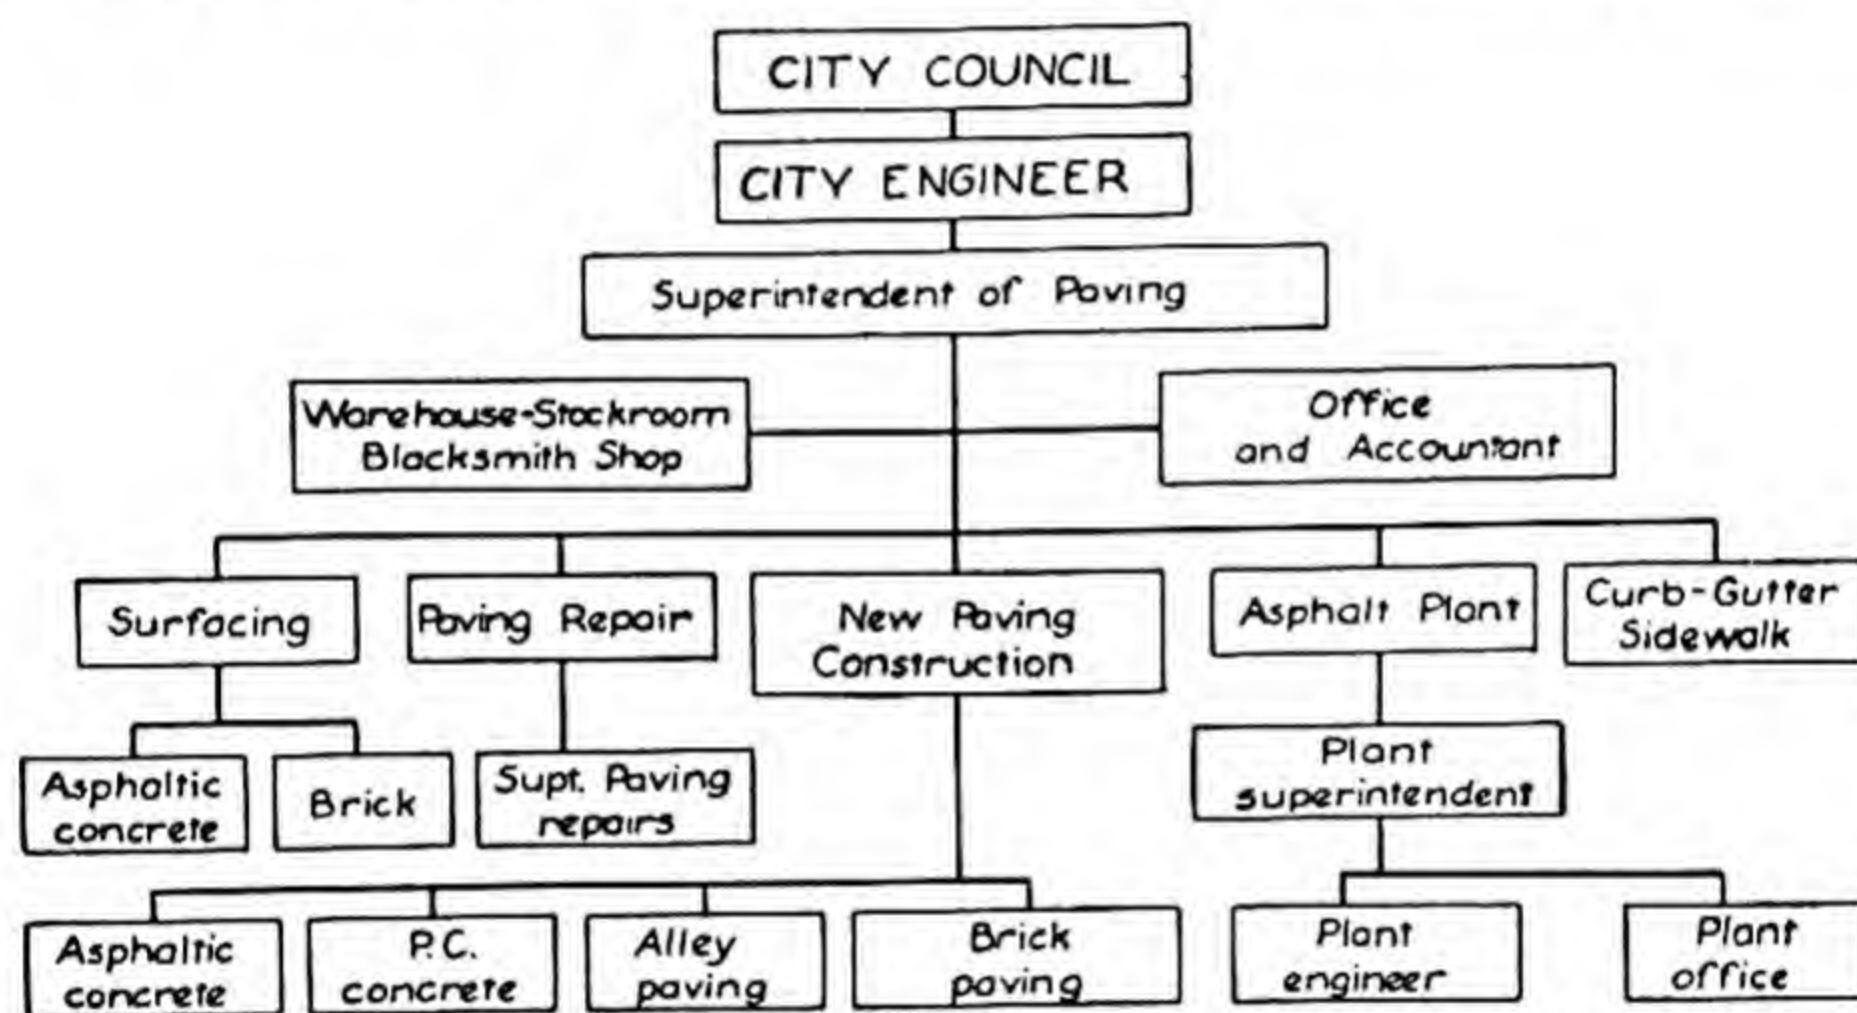 CITY COUNCIL
CITY ENGINEER
Superintendent of Paving
Warehouse-Stockroom
Blacksmith Shop
Office
and Accountant
Surfacing
Paving Repair
New Paving
Construction
Asphalt Plant
Curb-Gutter
Sidewalk
Asphaltic
concrete
Brick
Supt. Paving
repairs
Plant
superintendent
Asphaltic
concrete
P.C.
concrete
Alley
paving
Brick
paving
Plant
engineer
Plant
office